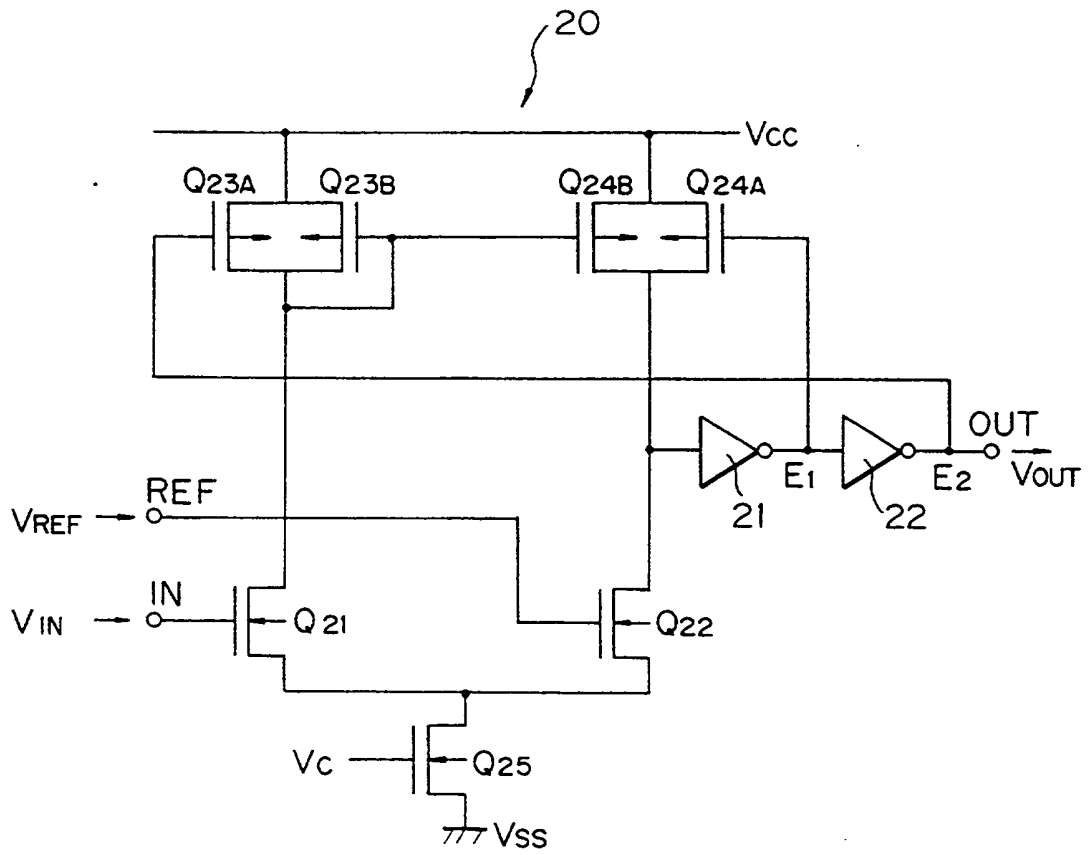 20
VCC
Q23A Q23B Q24B Q24A
OUT
E1 E2 VOUT
21 22
REF
VREF
IN
VIN Q21 Q22
VC Q25
VSS